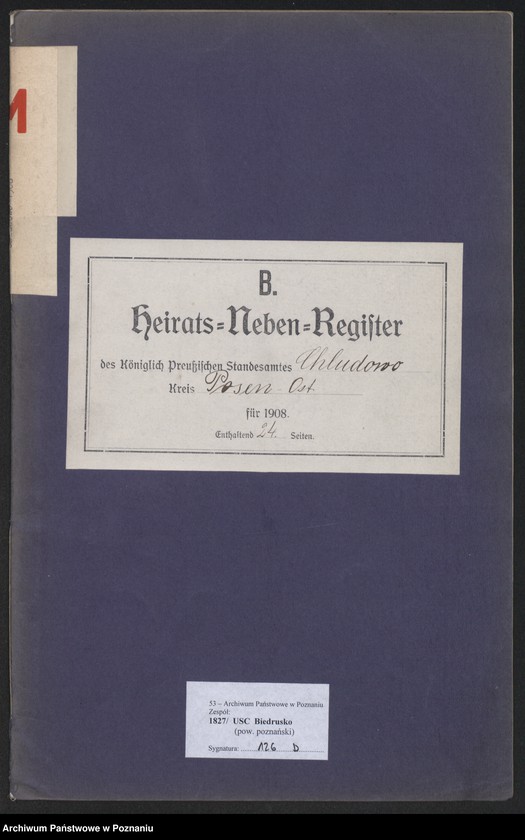 1
B.
Heirats-Neben-Register
des Königlich Preußischen Standesamtes Chludowo
Kreis Posen-Ost
für 1908.
Enthaltend 24. Seiten.
53 – Archiwum Państwowe w Poznaniu
Zespół:
1827/ USC Biedrusko
(pow. poznański)
Sygnatura: 126 D
Archiwum Państwowe w Poznaniu